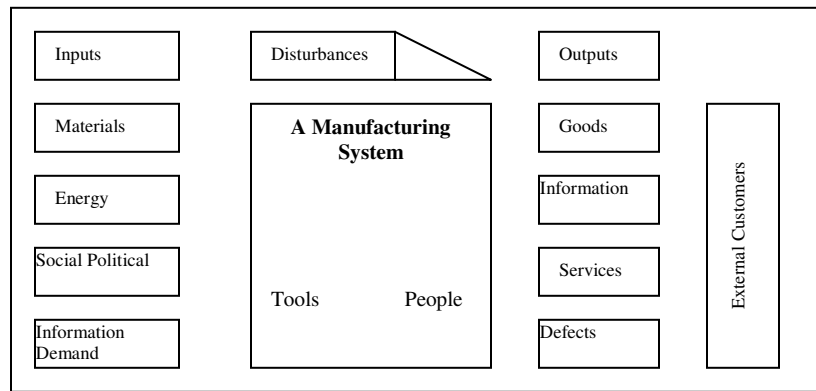 Inputs
Disturbances
Outputs
Materials
A Manufacturing
System
Goods
Energy
Information
Social Political
Services
Tools
People
Information
Demand
Defects
External Customers